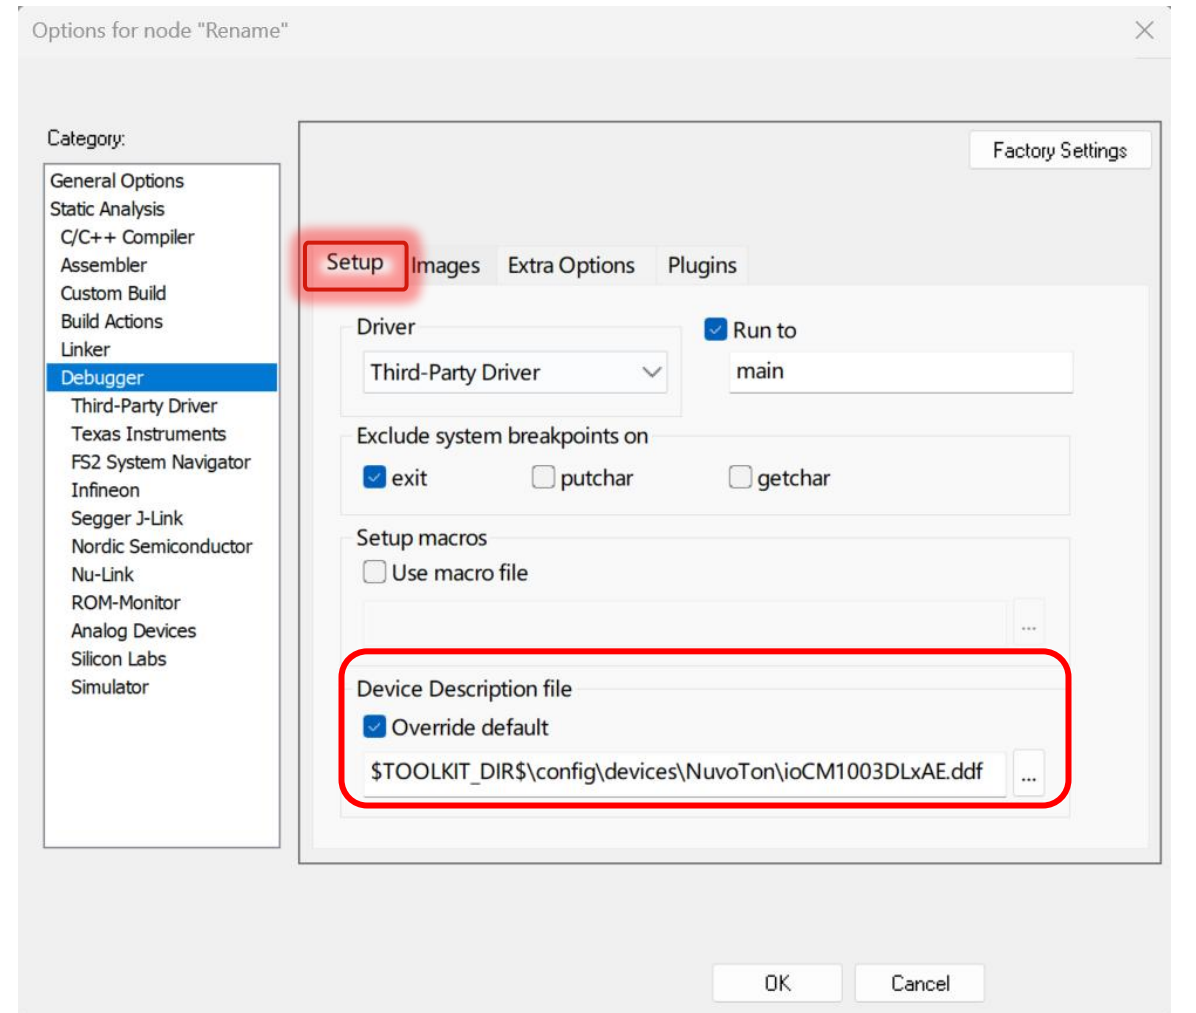 Options for node "Rename"
Category:
Factory Settings
General Options
Static Analysis
C/C++ Compiler
Assembler
Custom Build
Build Actions
Linker
Debugger
Third-Party Driver
Texas Instruments
FS2 System Navigator
Infineon
Segger J-Link
Nordic Semiconductor
Nu-Link
ROM-Monitor
Analog Devices
Silicon Labs
Simulator
Setup Images Extra Options Plugins
Driver
Third-Party Driver
Run to
main
Exclude system breakpoints on
exit putchar getchar
Setup macros
Use macro file
...
Device Description file
Override default
$TOOLKIT_DIR$\config\devices\NuvoTon\ioCM1003DLxAE.ddf ...
OK Cancel